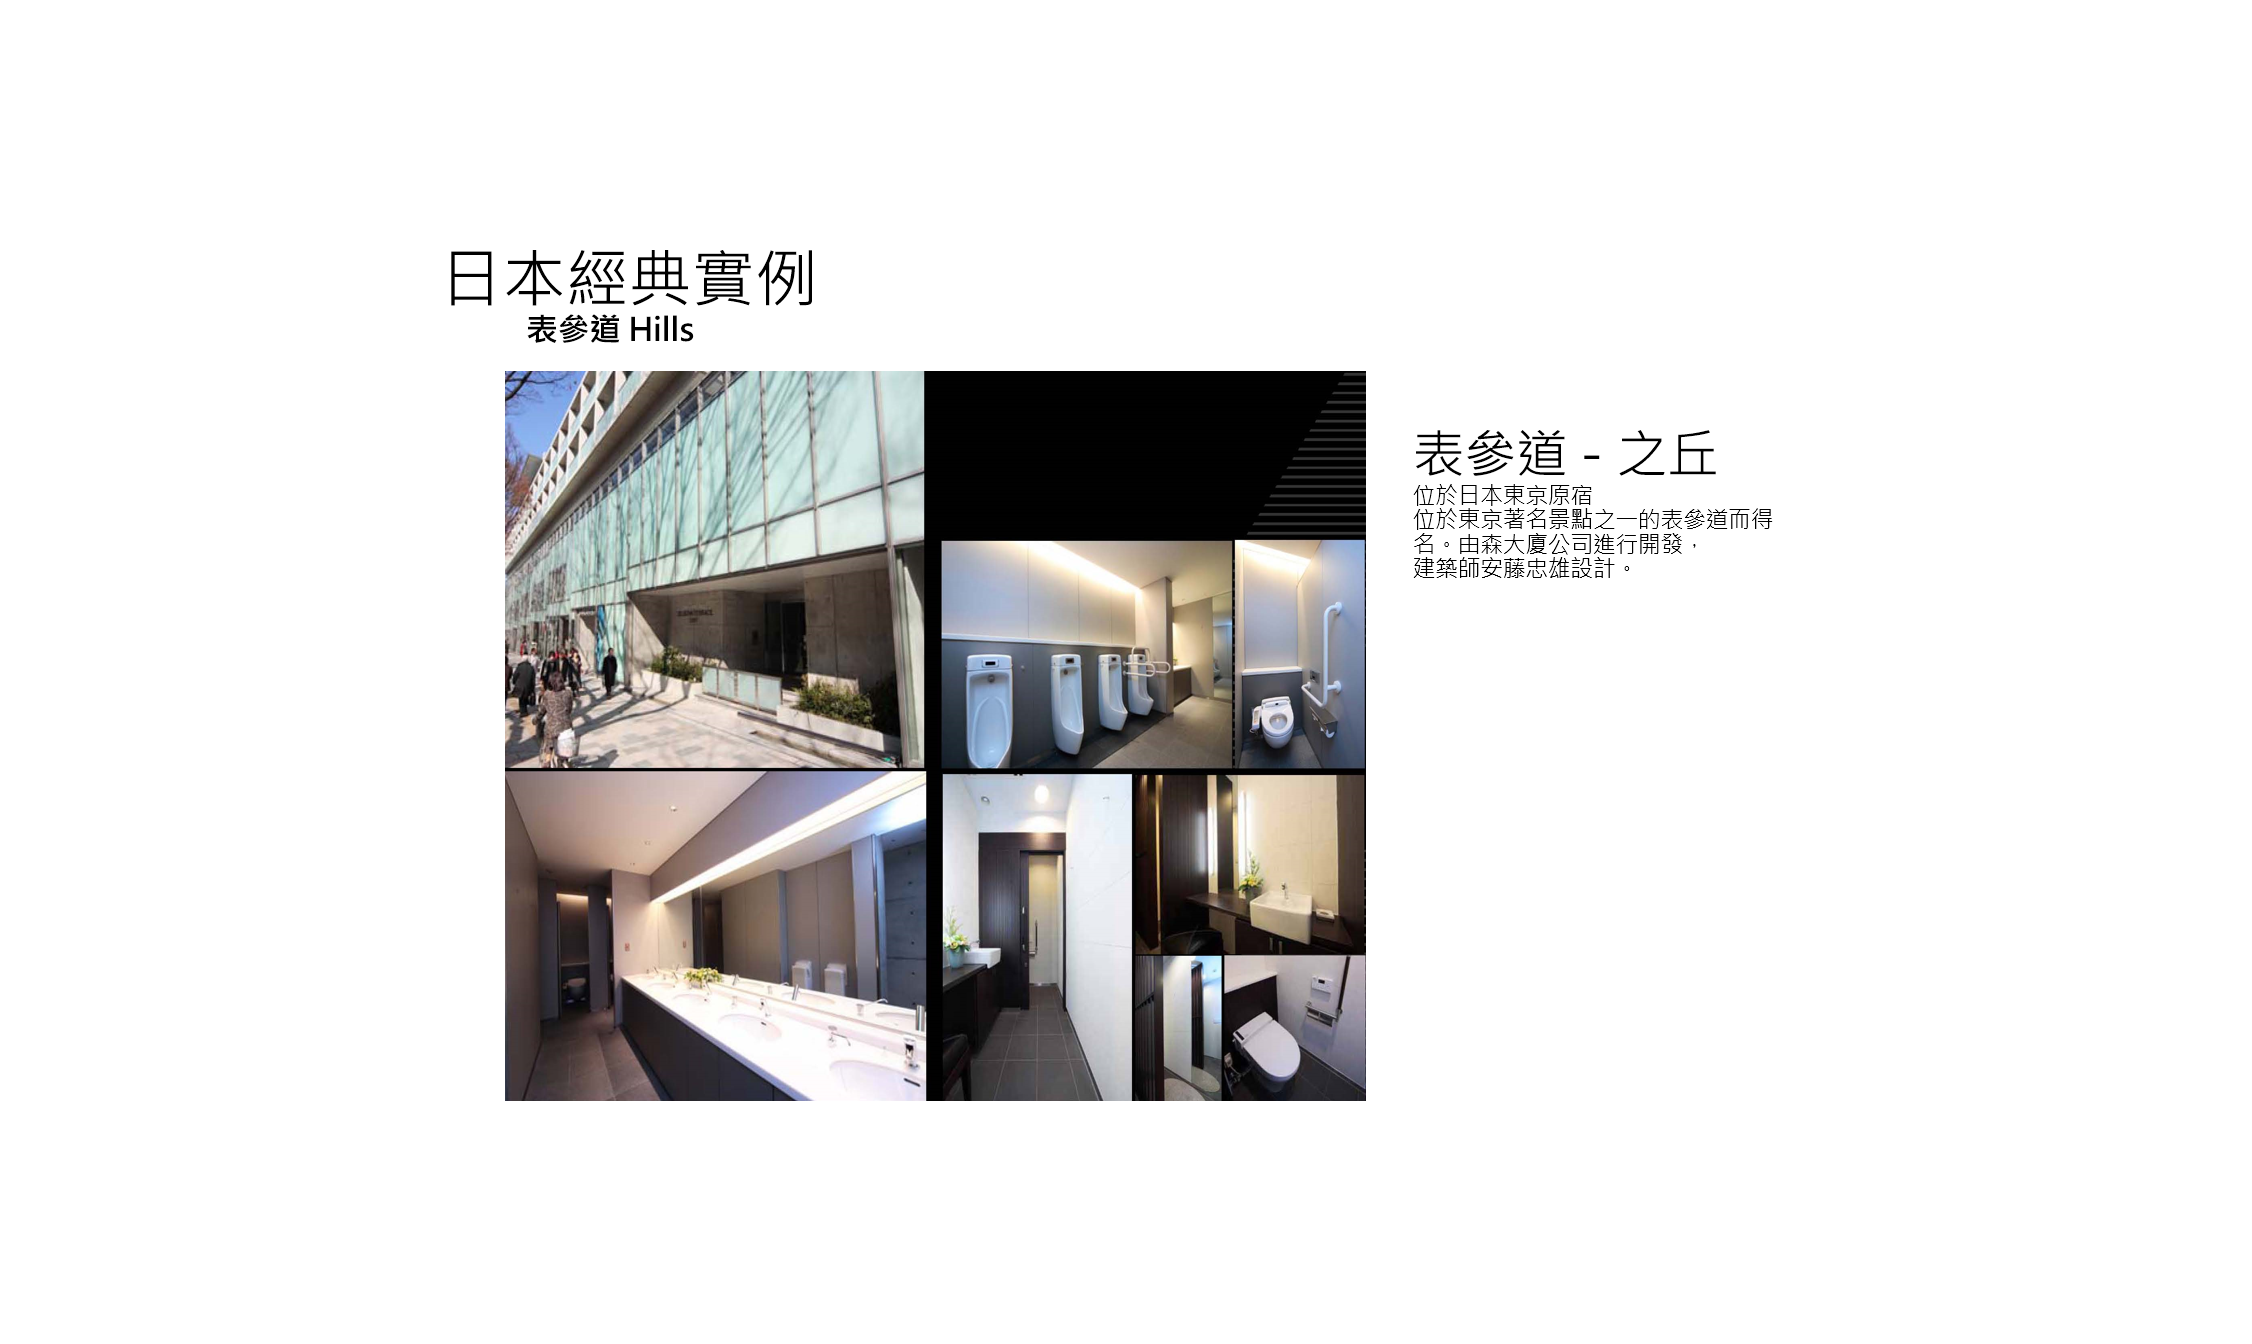 日本經典實例
表參道 Hills
表參道 - 之丘
位於日本東京原宿
位於東京著名景點之一的表參道而得
名。由森大廈公司進行開發，
建築師安藤忠雄設計。